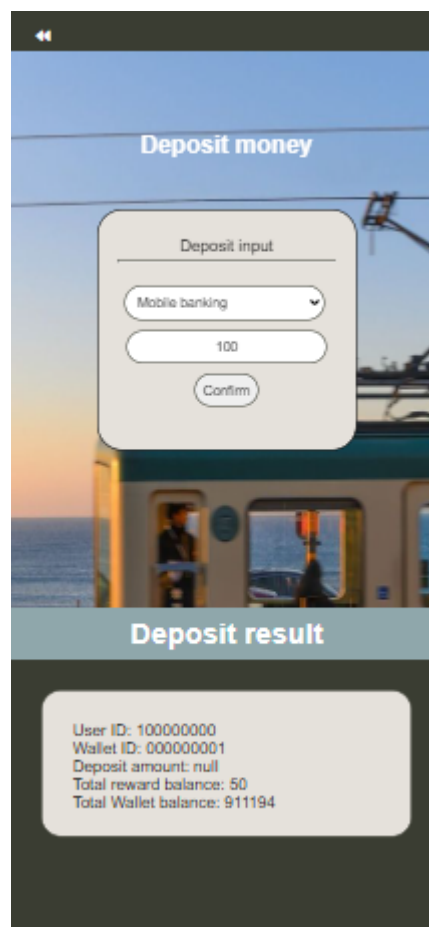 Deposit money
Deposit input
Mobile banking
100
Confirm
Deposit result
User ID: 100000000
Wallet ID: 000000001
Deposit amount: null
Total reward balance: 50
Total Wallet balance: 911194